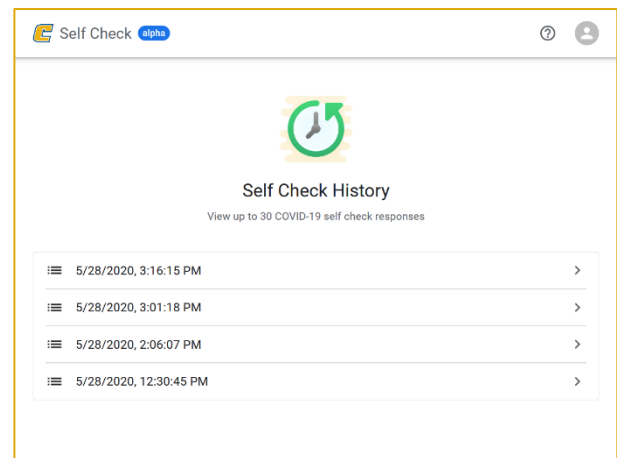 C Self Check alpha
Self Check History
View up to 30 COVID-19 self check responses
5/28/2020, 3:16:15 PM
5/28/2020, 3:01:18 PM
5/28/2020, 2:06:07 PM
5/28/2020, 12:30:45 PM